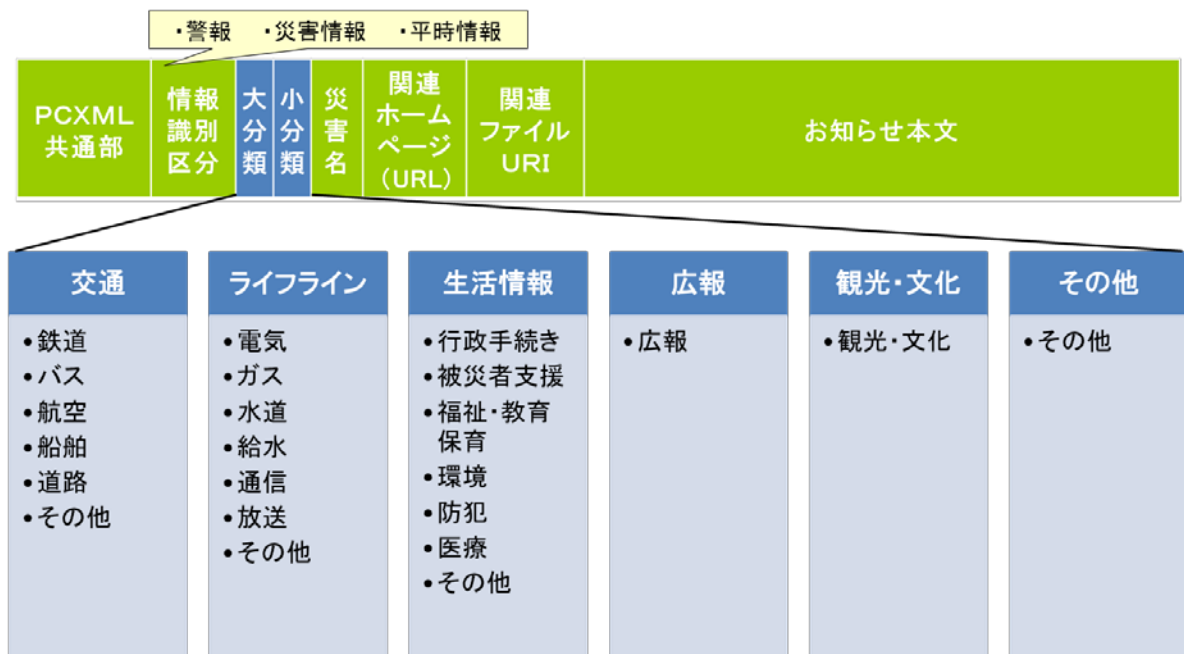 ・警報　・災害情報　・平時情報
PCXML
共通部
情報
識別
区分
大
分
類
小
分
類
災
害
名
関連
ホーム
ページ
(URL)
関連
ファイル
URI
お知らせ本文
交通
•鉄道
•バス
•航空
•船舶
•道路
•その他
ライフライン
•電気
•ガス
•水道
•給水
•通信
•放送
•その他
生活情報
•行政手続き
•被災者支援
•福祉・教育
保育
•環境
•防犯
•医療
•その他
広報
•広報
観光・文化
•観光・文化
その他
•その他